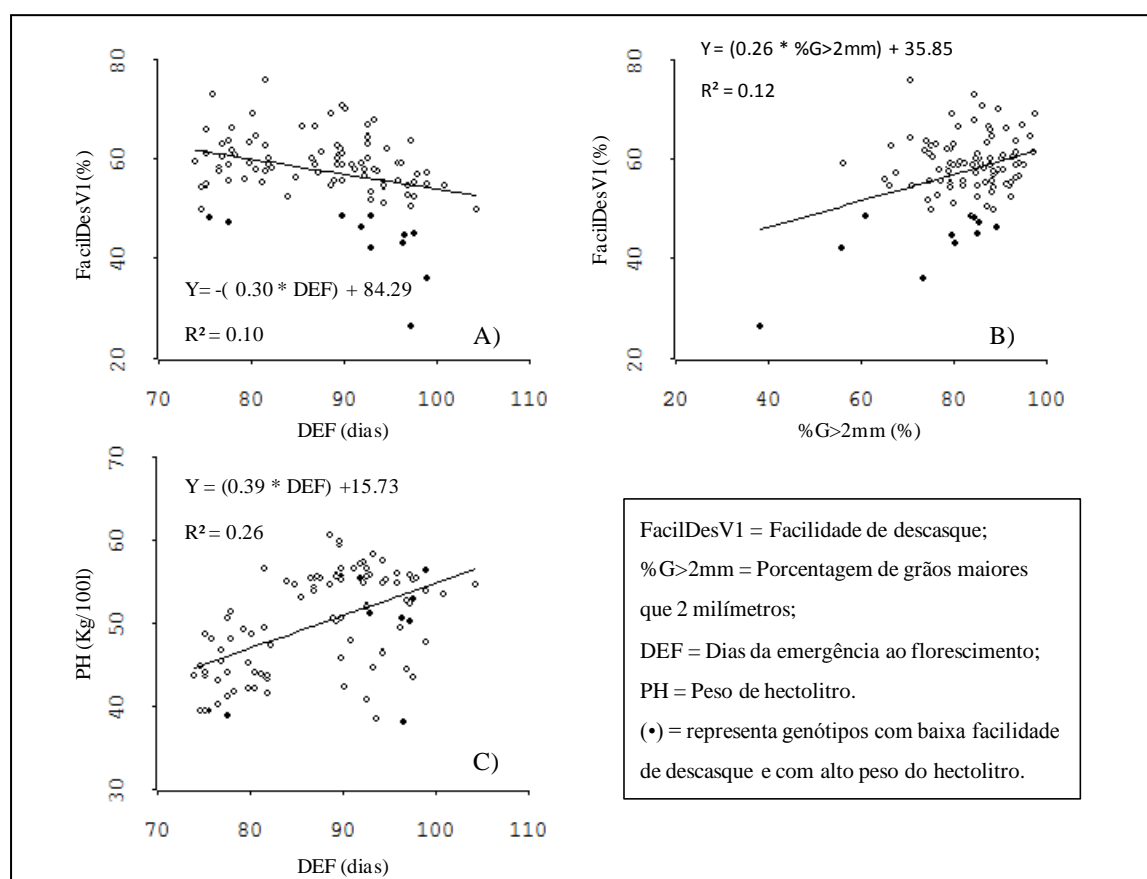 80
60
40
20
FacilDesV1(%)
Y= -( 0.30 * DEF) + 84.29
R² = 0.10
A)
70 80 90 100 110
DEF (dias)
Y = (0.26 * %G>2mm) + 35.85
R² = 0.12
80
60
40
20
FacilDesV1(%)
B)
20 40 60 80 100
%G>2mm (%)
70
60
50
40
30
PH (Kg/100l)
Y = (0.39 * DEF) +15.73
R² = 0.26
C)
70 80 90 100 110
DEF (dias)
FacilDesV1 = Facilidade de descasque;
%G>2mm = Porcentagem de grãos maiores
que 2 milímetros;
DEF = Dias da emergência ao florescimento;
PH = Peso de hectolitro.
(•) = representa genótipos com baixa facilidade
de descasque e com alto peso do hectolitro.